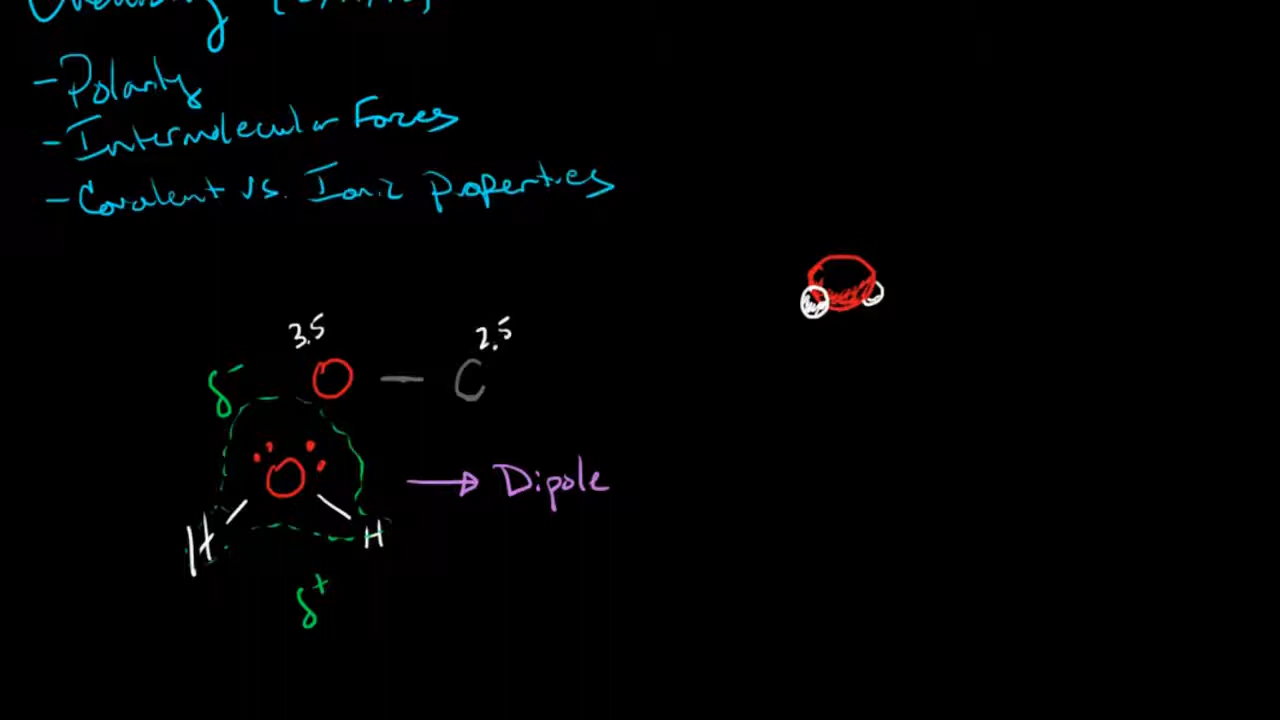 - Polarity
- Intermolecular Forces
- Covalent vs. Ionic Properties
3.5 2.5
δ- O — C
O → Dipole
H H
δ+